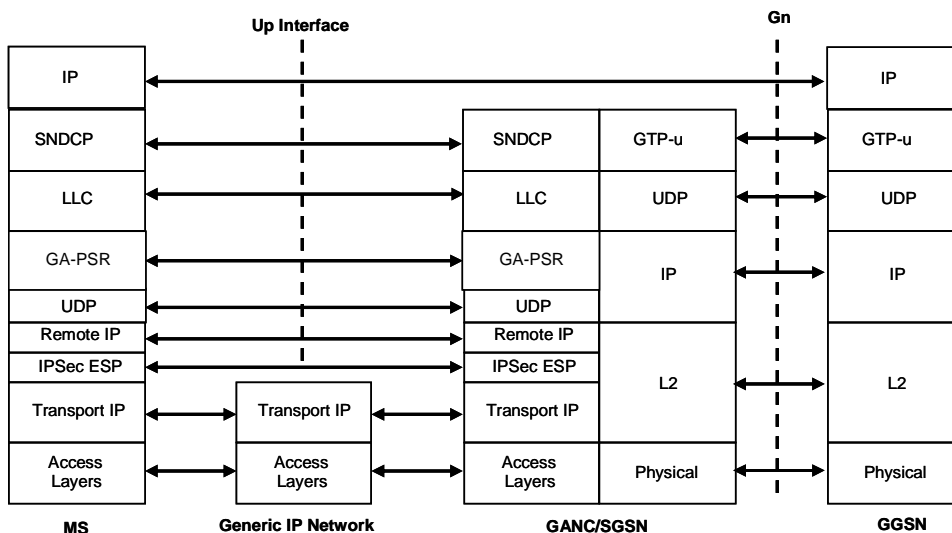 Up Interface
Gn
IP
IP
SNDCP
SNDCP
GTP-u
GTP-u
LLC
LLC
UDP
UDP
GA-PSR
GA-PSR
IP
IP
UDP
UDP
Remote IP
Remote IP
IPSec ESP
IPSec ESP
L2
L2
Transport IP
Transport IP
Transport IP
Access
Layers
Access
Layers
Access
Layers
Physical
Physical
MS
Generic IP Network
GANC/SGSN
GGSN